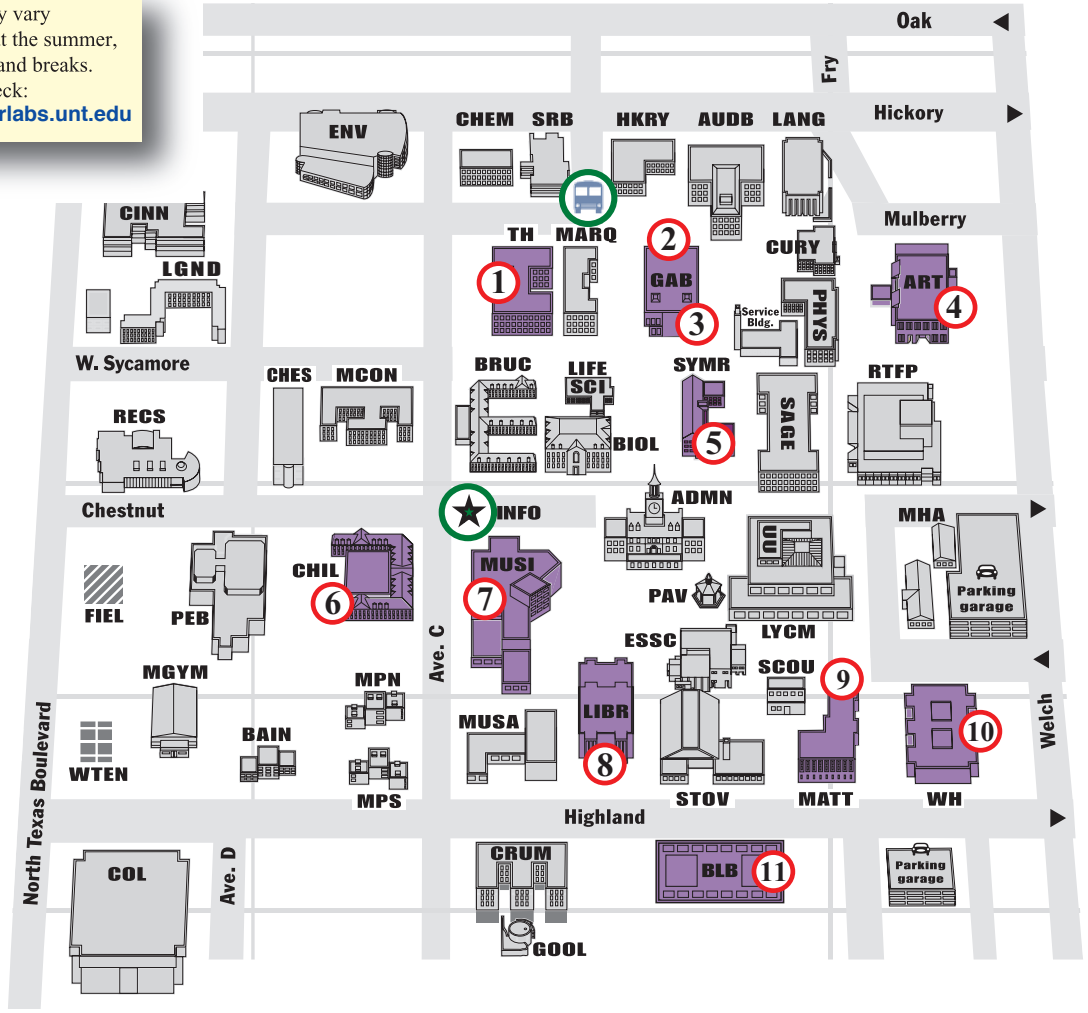 y vary
t the summer,
and breaks.
eck:
rlabs.unt.edu
Oak
Fry
Hickory
ENV
CHEM
SRB
HKRY
AUDB
LANG
CINN
Mulberry
TH
MARQ
2
CURY
LGND
1
GAB
ART
3
4
Service
Bldg.
PHYS
W. Sycamore
CHES
MCON
BRUC
LIFE
SCI
SYMR
RTFP
RECS
SAGE
5
BIOL
Chestnut
INFO
ADMN
MHA
UU
CHIL
MUSI
FIEL
6
7
PEB
PAV
Parking
garage
LYCM
Ave. C
ESSC
SCOU
MGYM
MPN
9
LIBR
10
Welch
MUSA
BAIN
WTEN
8
MPS
STOV
MATT
WH
North Texas Boulevard
Highland
CRUM
COL
Ave. D
BLB
11
Parking
garage
GOOL